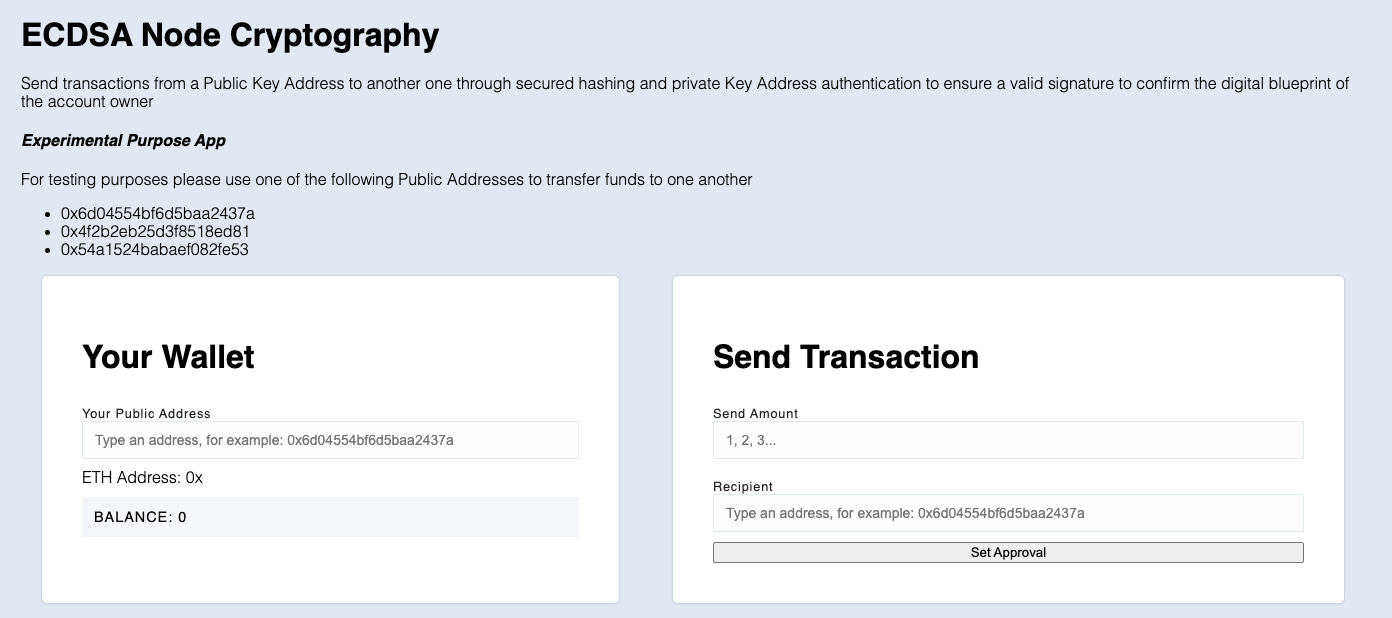 ECDSA Node Cryptography
Send transactions from a Public Key Address to another one through secured hashing and private Key Address authentication to ensure a valid signature to confirm the digital blueprint of
the account owner
Experimental Purpose App
For testing purposes please use one of the following Public Addresses to transfer funds to one another
• 0x6d04554bf6d5baa2437a
• 0x4f2b2eb25d3f8518ed81
• 0x54a1524babaef082fe53
Your Wallet
Your Public Address
Type an address, for example: 0x6d04554bf6d5baa2437a
ETH Address: 0x
BALANCE: 0
Send Transaction
Send Amount
1, 2, 3...
Recipient
Type an address, for example: 0x6d04554bf6d5baa2437a
Set Approval